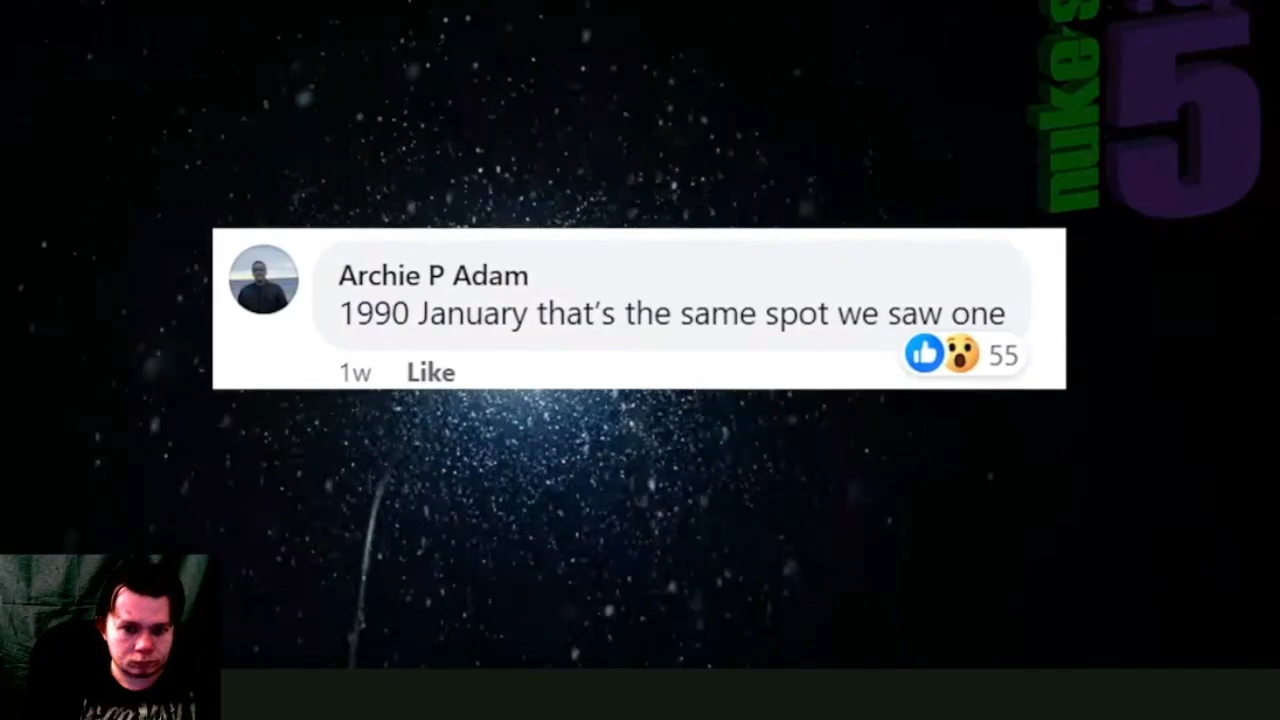 nuke's
5
Archie P Adam
1990 January that's the same spot we saw one
1w Like 55